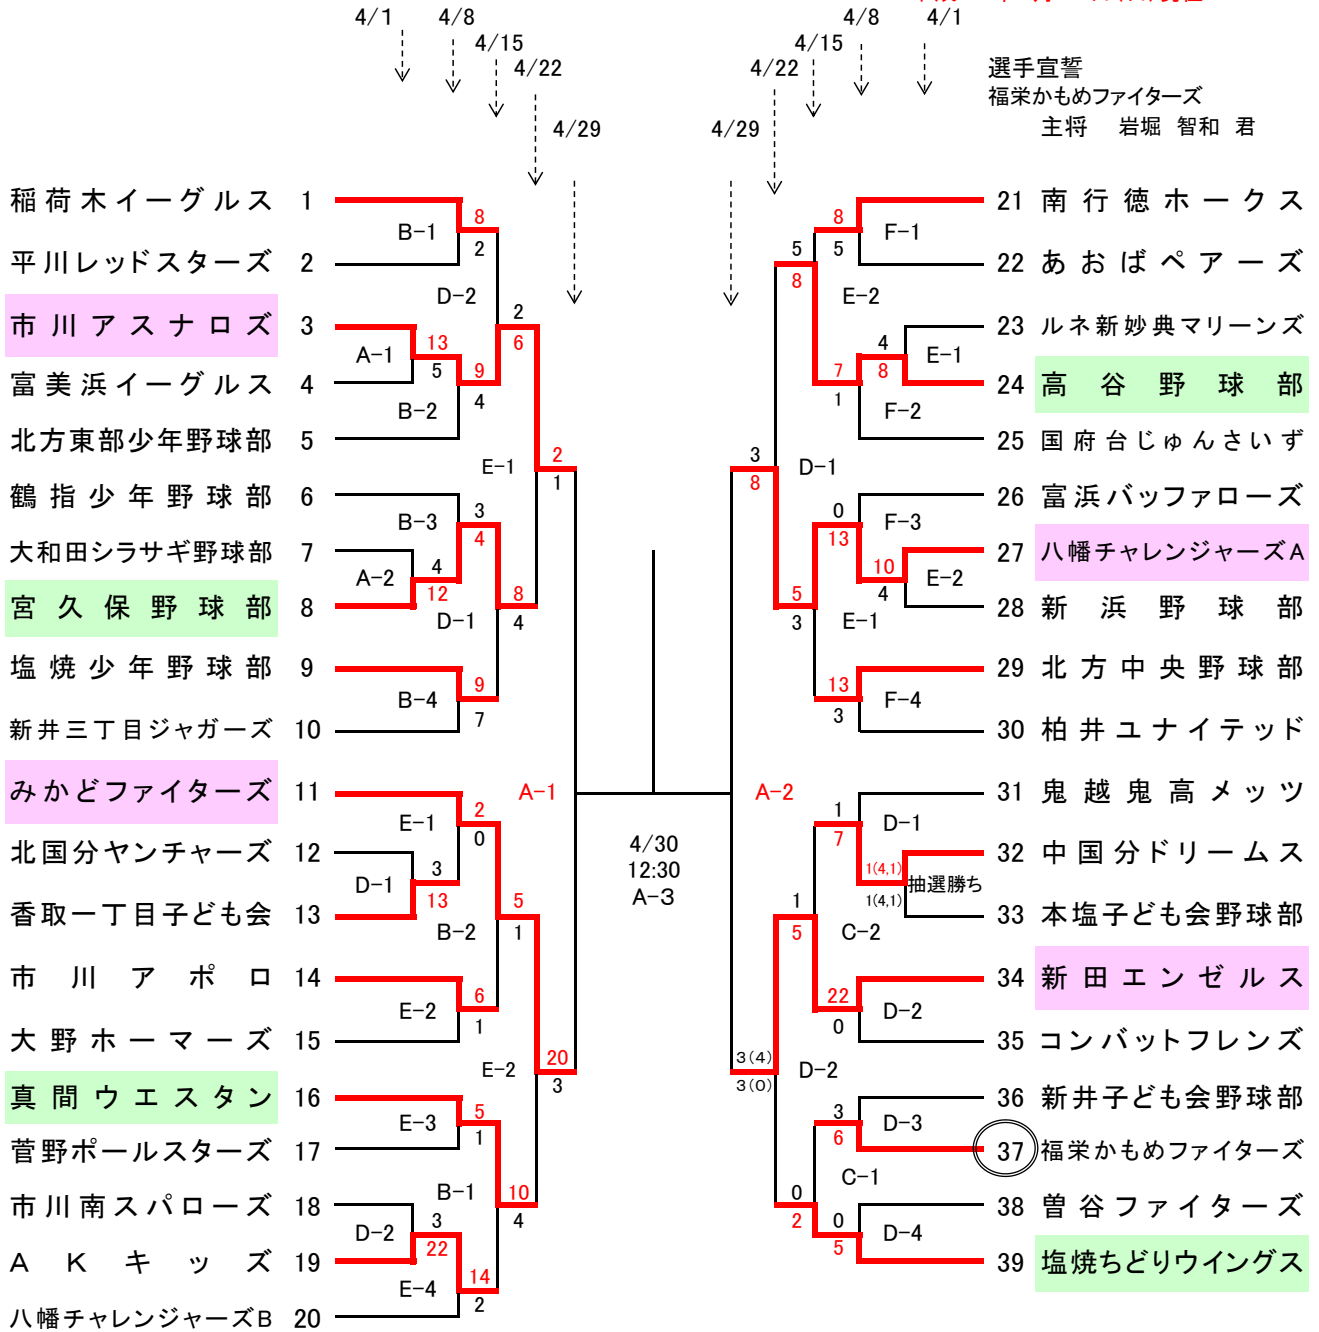 4/1
4/8
4/15
4/22
4/29
4/1
4/8
4/15
4/22
4/29
選手宣誓
福栄かもめファイターズ
主将 岩堀 智和 君
稲荷木イーグルス 1
平川レッドスターズ 2
市川アスナロズ 3
富美浜イーグルス 4
北方東部少年野球部 5
鶴指少年野球部 6
大和田シラサギ野球部 7
宮久保野球部 8
塩焼少年野球部 9
新井三丁目ジャガーズ 10
みかどファイターズ 11
北国分ヤンチャーズ 12
香取一丁目子ども会 13
市川アポロ 14
大野ホーマーズ 15
真間ウエスタン 16
菅野ポールスターズ 17
市川南スパローズ 18
AKキッズ 19
八幡チャレンジャーズB 20
B-1
8
2
D-2
2
6
A-1
13
5
9
4
B-2
E-1
2
1
B-3
3
4
A-2
4
12
D-1
8
4
B-4
9
7
A-1
E-1
2
0
D-1
3
13
B-2
5
1
E-2
6
1
E-2
20
3
E-3
5
1
B-1
10
4
D-2
3
22
E-4
14
2
4/30
12:30
A-3
21 南行徳ホークス
22 あおばペアーズ
23 ルネ新妙典マリーンズ
24 高谷野球部
25 国府台じゅんさいず
26 富浜バッファローズ
27 八幡チャレンジャーズA
28 新浜野球部
29 北方中央野球部
30 柏井ユナイテッド
31 鬼越鬼高メッツ
32 中国分ドリームス
33 本塩子ども会野球部
34 新田エンゼルス
35 コンバットフレンズ
36 新井子ども会野球部
37 福栄かもめファイターズ
38 曽谷ファイターズ
39 塩焼ちどりウイングス
8
5
F-1
5
8
E-2
4
8
E-1
7
1
F-2
3
8
D-1
0
13
F-3
10
4
E-2
5
3
E-1
13
3
F-4
A-2
1
7
D-1
1(4,1)
抽選勝ち
1(4,1)
1
5
C-2
22
0
D-2
3(4)
3(0)
D-2
3
6
D-3
C-1
0
2
0
5
D-4